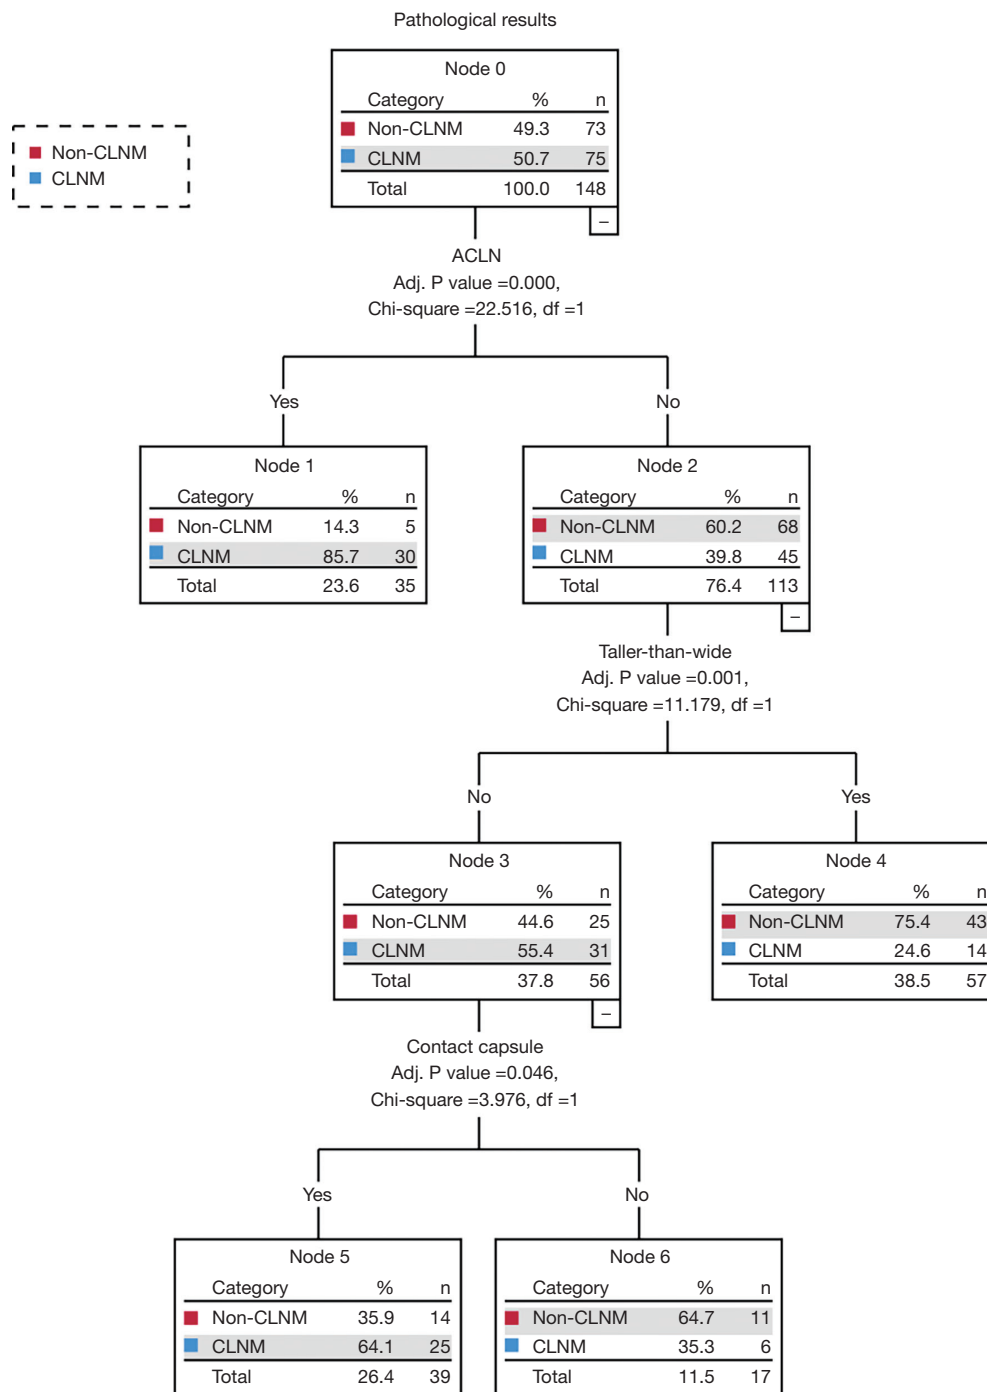 Pathological results
Non-CLNM
CLNM
Node 0
Category % n
Non-CLNM 49.3 73
CLNM 50.7 75
Total 100.0 148
–
ACLN
Adj. P value =0.000,
Chi-square =22.516, df =1
Yes
No
Node 1
Category % n
Non-CLNM 14.3 5
CLNM 85.7 30
Total 23.6 35
Node 2
Category % n
Non-CLNM 60.2 68
CLNM 39.8 45
Total 76.4 113
–
Taller-than-wide
Adj. P value =0.001,
Chi-square =11.179, df =1
No
Yes
Node 3
Category % n
Non-CLNM 44.6 25
CLNM 55.4 31
Total 37.8 56
–
Node 4
Category % n
Non-CLNM 75.4 43
CLNM 24.6 14
Total 38.5 57
Contact capsule
Adj. P value =0.046,
Chi-square =3.976, df =1
Yes
No
Node 5
Category % n
Non-CLNM 35.9 14
CLNM 64.1 25
Total 26.4 39
Node 6
Category % n
Non-CLNM 64.7 11
CLNM 35.3 6
Total 11.5 17